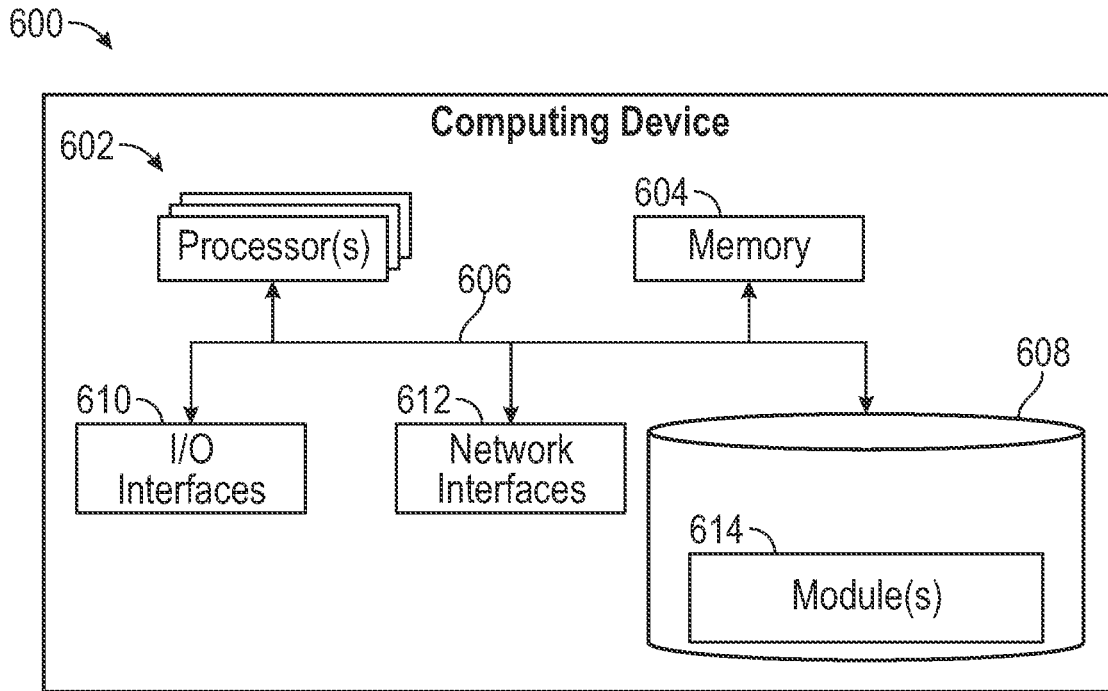 600
Computing Device
602
604
Processor(s)
Memory
606
608
610
612
I/O
Interfaces
Network
Interfaces
614
Module(s)